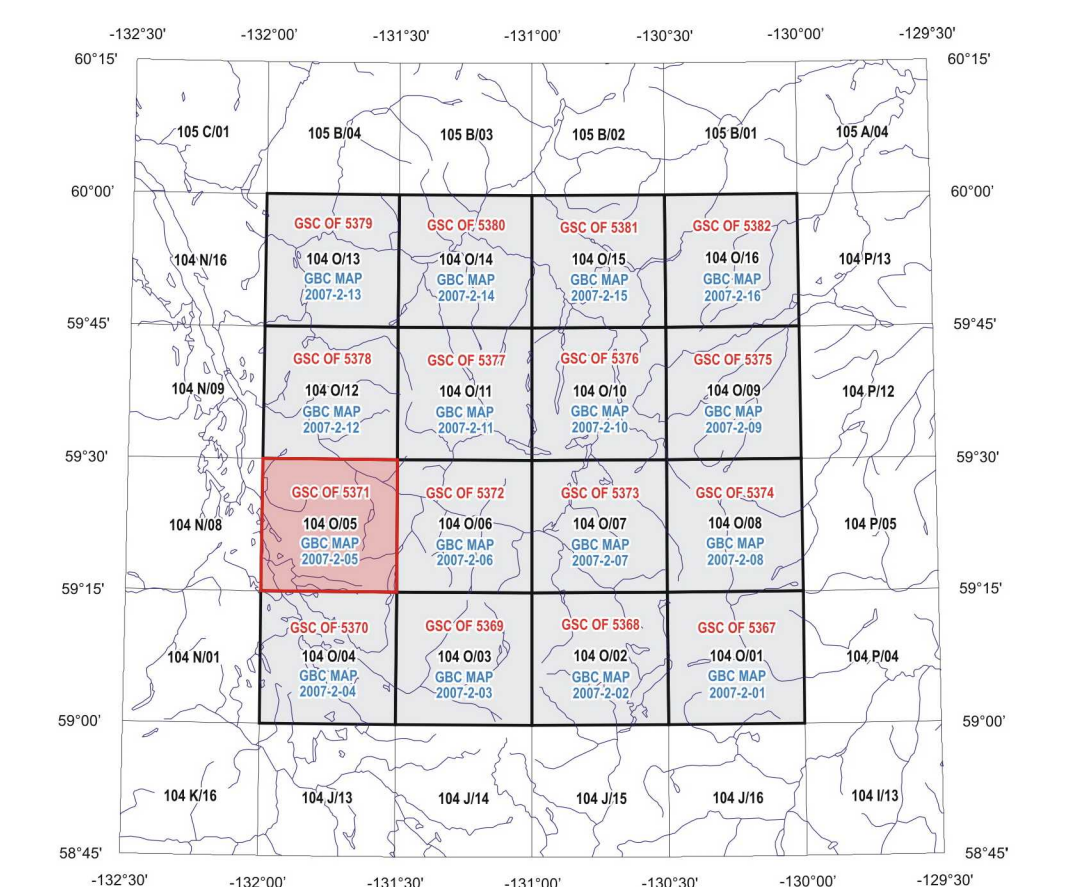 -132°30' -132°00' -131°30' -131°00' -130°30' -130°00' -129°30'
60°15' 60°15'
105 C/01 105 B/04 105 B/03 105 B/02 105 B/01 105 A/04
60°00' 60°00'
GSC OF 5379 GSC OF 5380 GSC OF 5381 GSC OF 5382
104 N/16 104 O/13 104 O/14 104 O/15 104 O/16 104 P/13
GBC MAP GBC MAP GBC MAP GBC MAP
2007-2-13 2007-2-14 2007-2-15 2007-2-16
59°45' 59°45'
GSC OF 5378 GSC OF 5377 GSC OF 5376 GSC OF 5375
104 N/09 104 O/12 104 O/11 104 O/10 104 O/09 104 P/12
GBC MAP GBC MAP GBC MAP GBC MAP
2007-2-12 2007-2-11 2007-2-10 2007-2-09
59°30' 59°30'
GSC OF 5371 GSC OF 5372 GSC OF 5373 GSC OF 5374
104 N/08 104 O/05 104 O/06 104 O/07 104 O/08 104 P/05
GBC MAP GBC MAP GBC MAP GBC MAP
2007-2-05 2007-2-06 2007-2-07 2007-2-08
59°15' 59°15'
GSC OF 5370 GSC OF 5369 GSC OF 5368 GSC OF 5367
104 N/01 104 O/04 104 O/03 104 O/02 104 O/01 104 P/04
GBC MAP GBC MAP GBC MAP GBC MAP
2007-2-04 2007-2-03 2007-2-02 2007-2-01
59°00' 59°00'
104 K/16 104 J/13 104 J/14 104 J/15 104 J/16 104 I/13
58°45' 58°45'
-132°30' -132°00' -131°30' -131°00' -130°30' -130°00' -129°30'